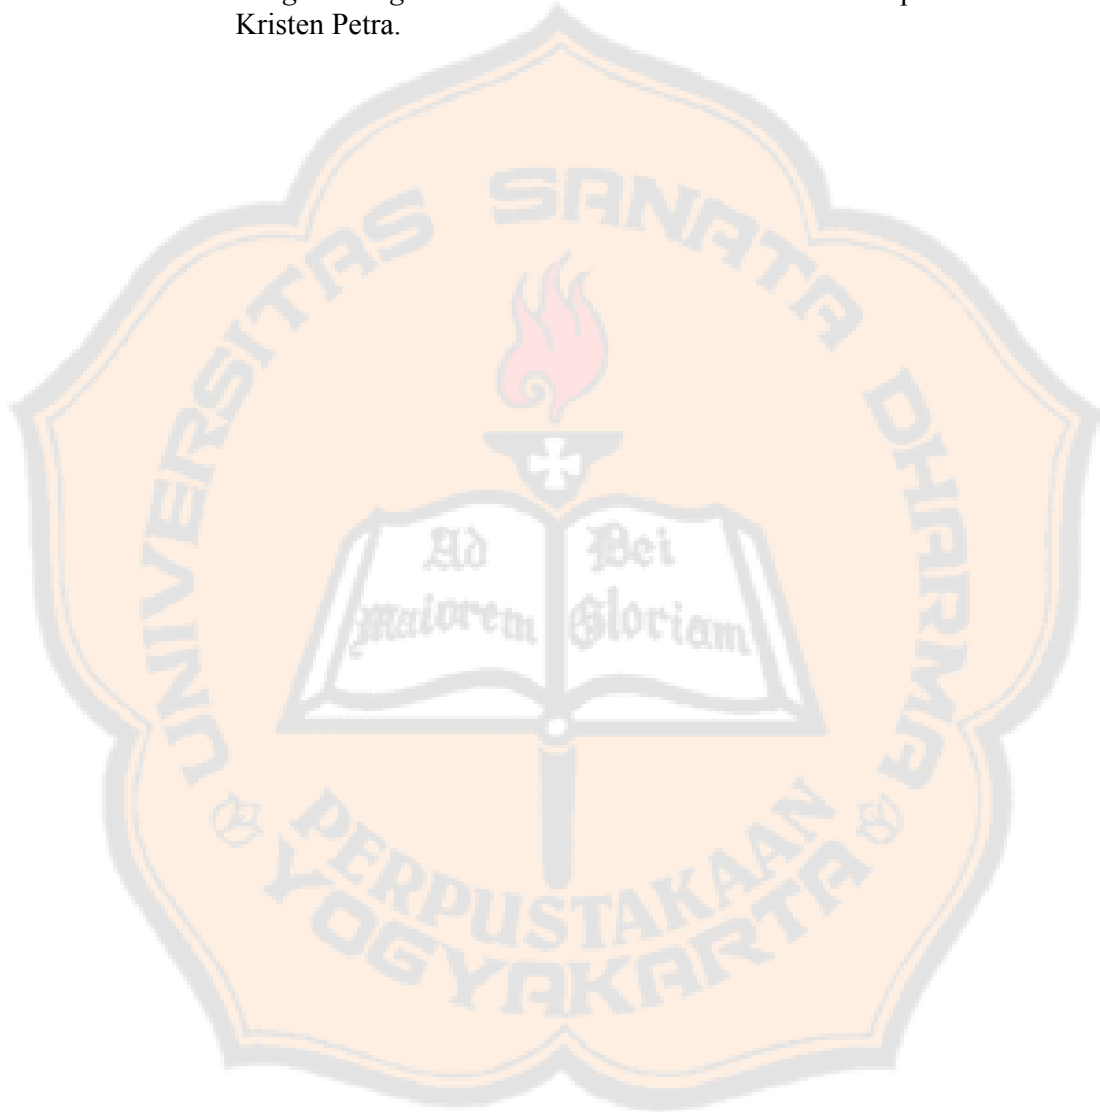 Kristen Petra.
UNIVERSITAS SANATA DHARMA
Ad
maiorem
Dei
Gloriam
PERPUSTAKAAN
YOGYAKARTA